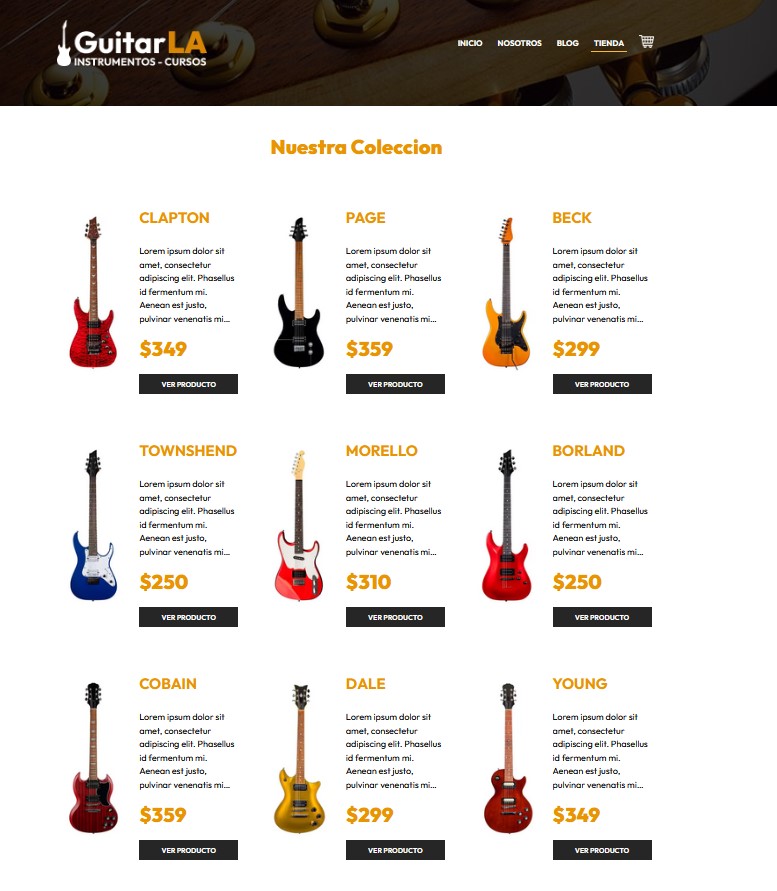 GuitarLA
INSTRUMENTOS - CURSOS
INICIO NOSOTROS BLOG TIENDA
Nuestra Coleccion
CLAPTON
Lorem ipsum dolor sit
amet, consectetur
adipiscing elit. Phasellus
id fermentum mi.
Aenean est justo,
pulvinar venenatis mi...
$349
VER PRODUCTO
PAGE
Lorem ipsum dolor sit
amet, consectetur
adipiscing elit. Phasellus
id fermentum mi.
Aenean est justo,
pulvinar venenatis mi...
$359
VER PRODUCTO
BECK
Lorem ipsum dolor sit
amet, consectetur
adipiscing elit. Phasellus
id fermentum mi.
Aenean est justo,
pulvinar venenatis mi...
$299
VER PRODUCTO
TOWNSHEND
Lorem ipsum dolor sit
amet, consectetur
adipiscing elit. Phasellus
id fermentum mi.
Aenean est justo,
pulvinar venenatis mi...
$250
VER PRODUCTO
MORELLO
Lorem ipsum dolor sit
amet, consectetur
adipiscing elit. Phasellus
id fermentum mi.
Aenean est justo,
pulvinar venenatis mi...
$310
VER PRODUCTO
BORLAND
Lorem ipsum dolor sit
amet, consectetur
adipiscing elit. Phasellus
id fermentum mi.
Aenean est justo,
pulvinar venenatis mi...
$250
VER PRODUCTO
COBAIN
Lorem ipsum dolor sit
amet, consectetur
adipiscing elit. Phasellus
id fermentum mi.
Aenean est justo,
pulvinar venenatis mi...
$359
VER PRODUCTO
DALE
Lorem ipsum dolor sit
amet, consectetur
adipiscing elit. Phasellus
id fermentum mi.
Aenean est justo,
pulvinar venenatis mi...
$299
VER PRODUCTO
YOUNG
Lorem ipsum dolor sit
amet, consectetur
adipiscing elit. Phasellus
id fermentum mi.
Aenean est justo,
pulvinar venenatis mi...
$349
VER PRODUCTO